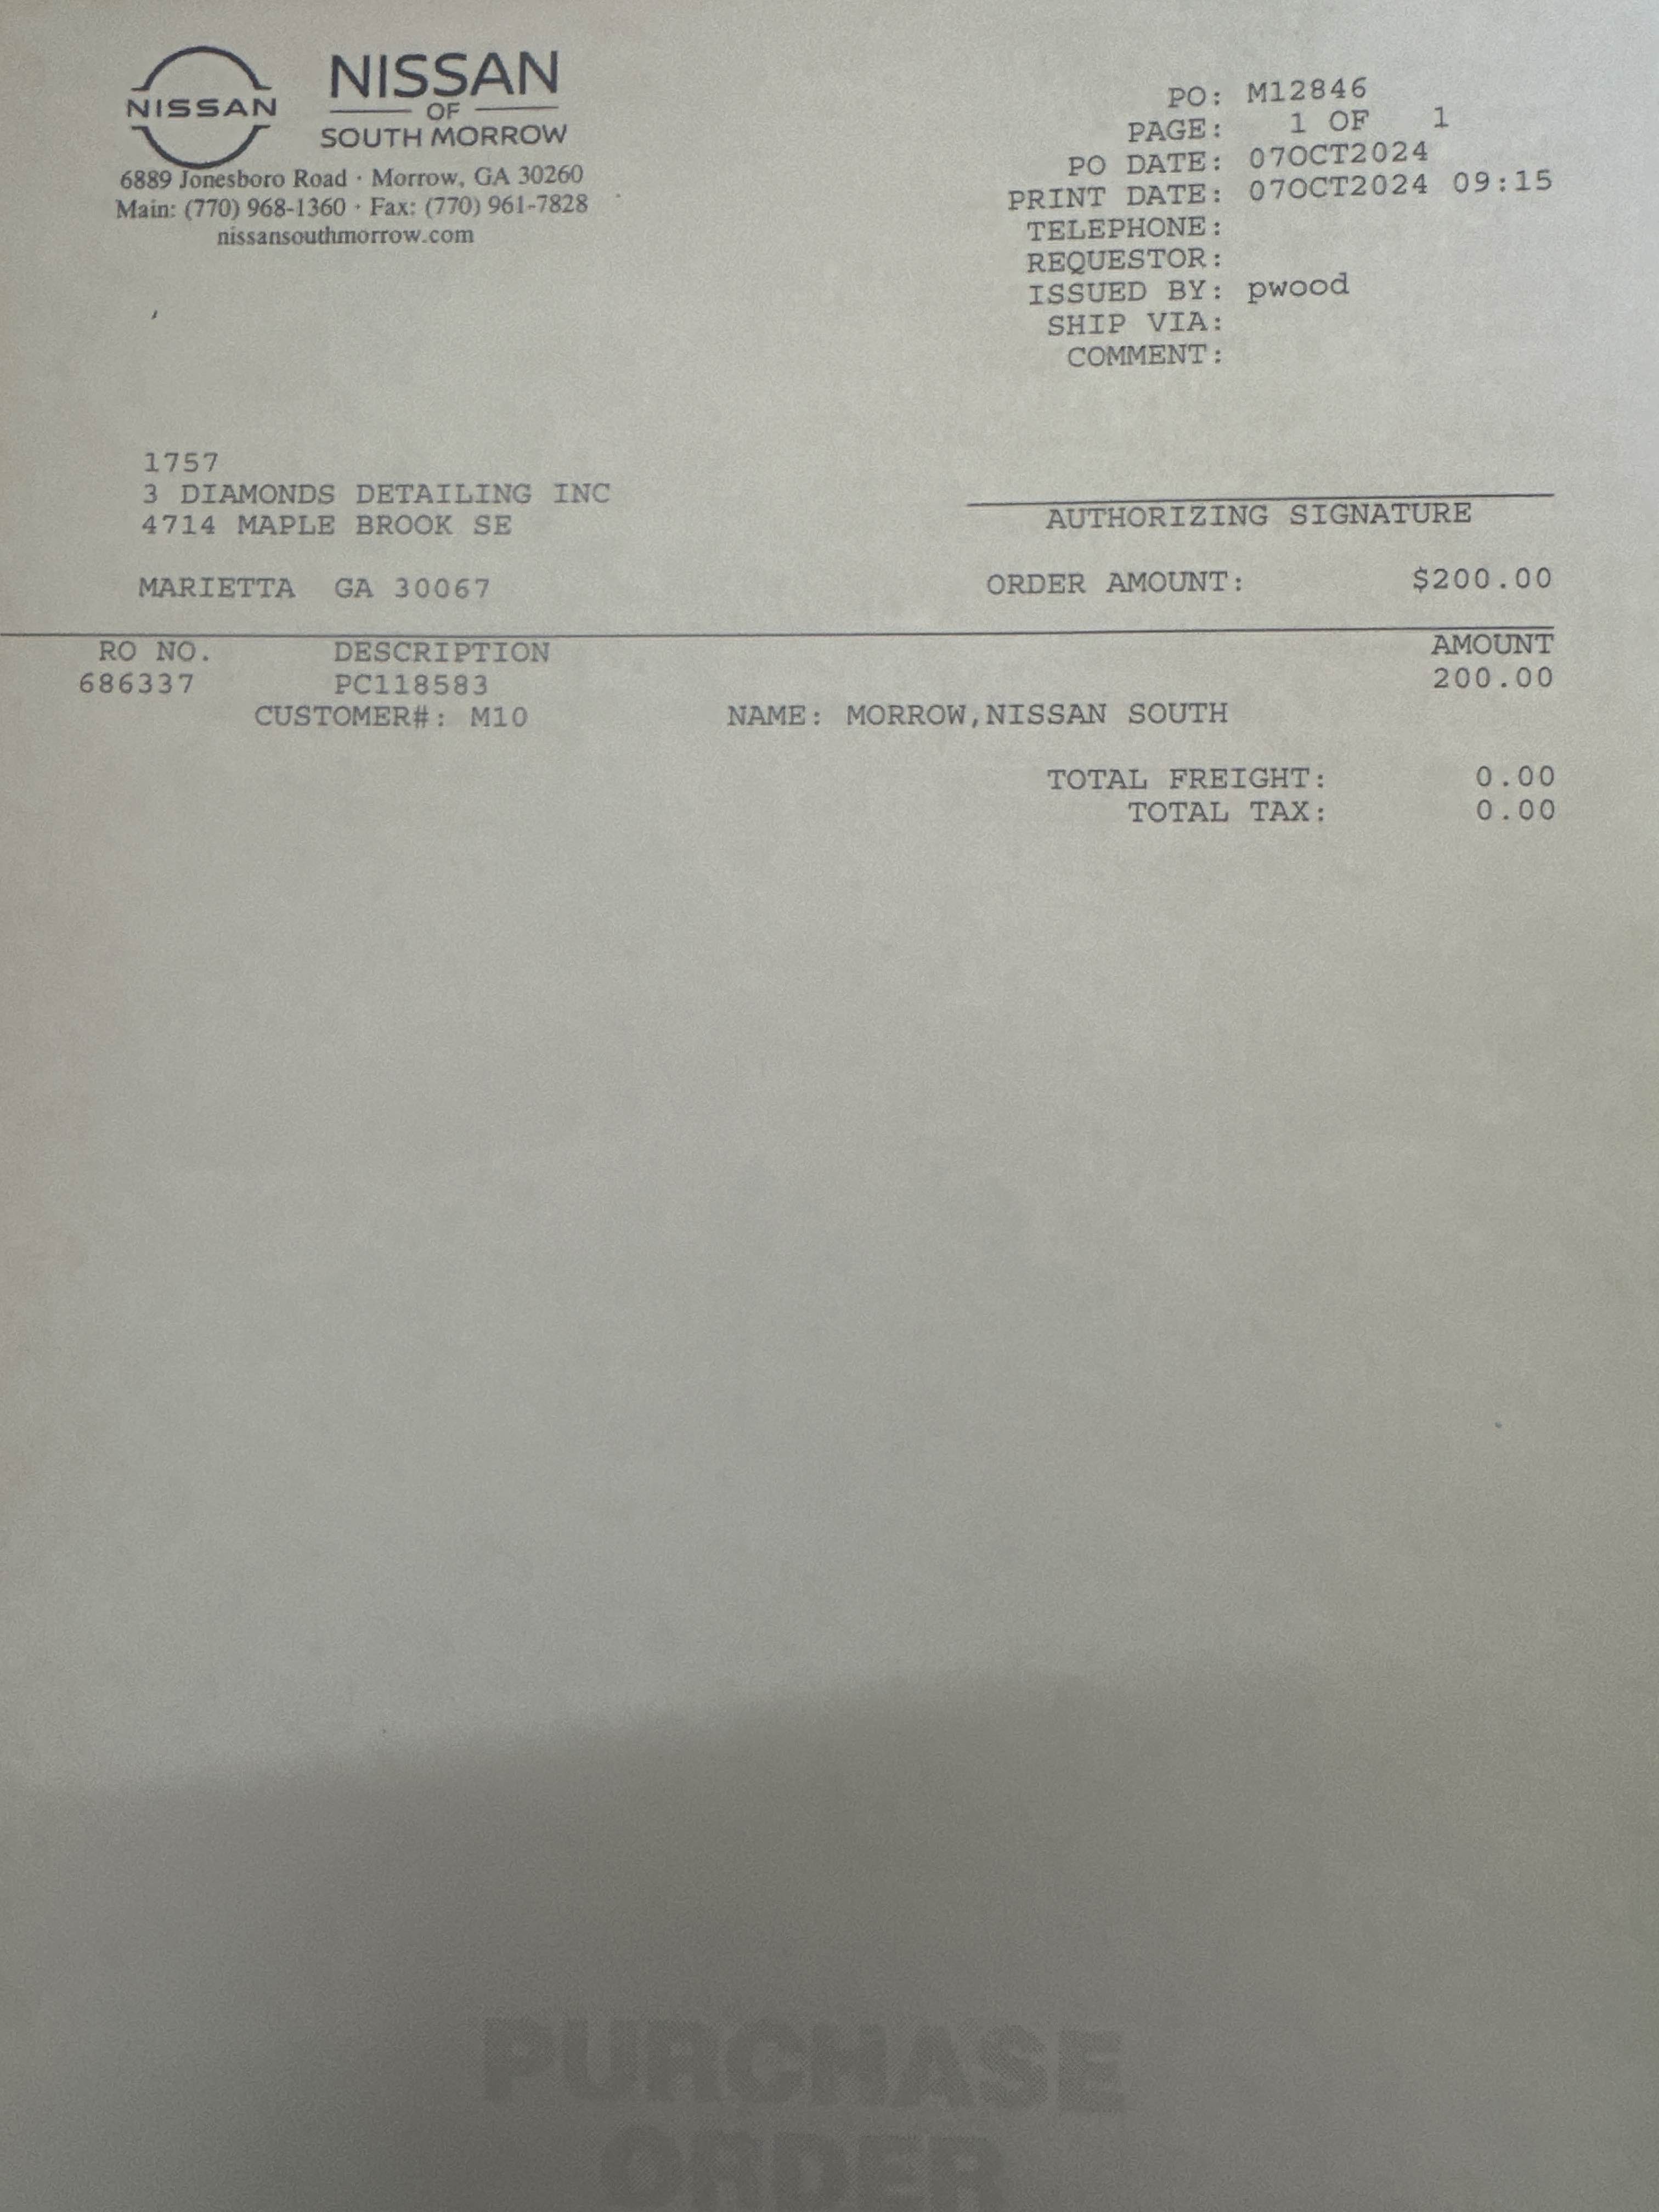 NISSAN
NISSAN
OF
SOUTH MORROW
6889 Jonesboro Road · Morrow, GA 30260
Main: (770) 968-1360 · Fax: (770) 961-7828
nissansouthmorrow.com
PO: M12846
PAGE: 1 OF 1
PO DATE: 07OCT2024
PRINT DATE: 07OCT2024 09:15
TELEPHONE:
REQUESTOR:
ISSUED BY: pwood
SHIP VIA:
COMMENT:
1757
3 DIAMONDS DETAILING INC
4714 MAPLE BROOK SE
MARIETTA GA 30067
AUTHORIZING SIGNATURE
ORDER AMOUNT: $200.00
RO NO. DESCRIPTION AMOUNT
686337 PC118583 200.00
CUSTOMER#: M10 NAME: MORROW,NISSAN SOUTH
TOTAL FREIGHT: 0.00
TOTAL TAX: 0.00
PURCHASE
ORDER